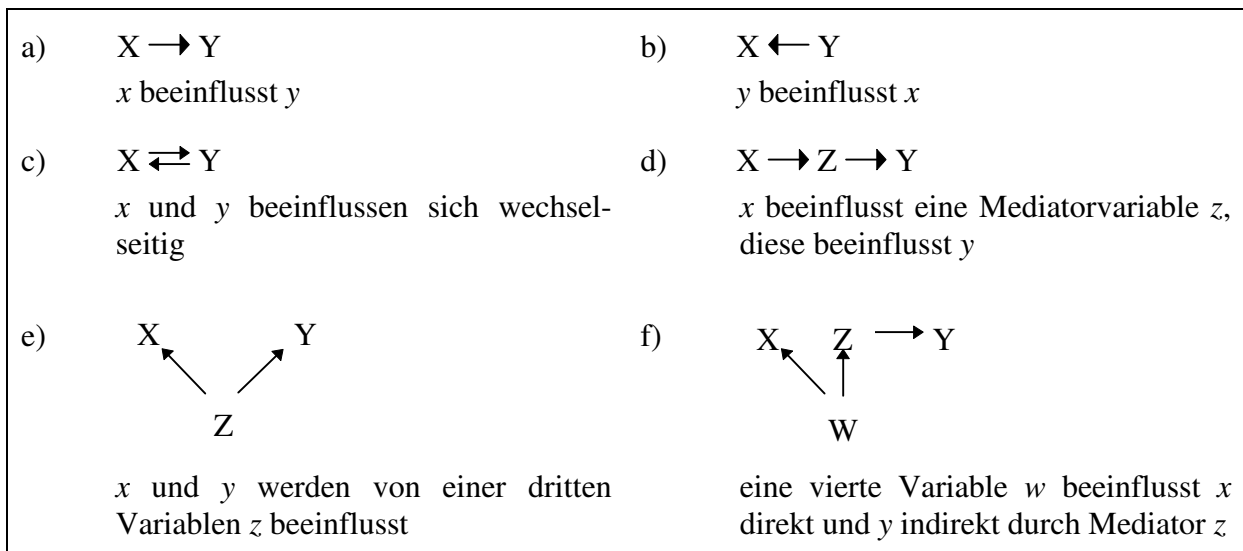 a) X → Y
x beeinflusst y
b) X ← Y
y beeinflusst x
c) X ⇄ Y
x und y beeinflussen sich wechsel-
seitig
d) X → Z → Y
x beeinflusst eine Mediatorvariable z,
diese beeinflusst y
e) X Y
Z
x und y werden von einer dritten
Variablen z beeinflusst
f) X Z → Y
W
eine vierte Variable w beeinflusst x
direkt und y indirekt durch Mediator z